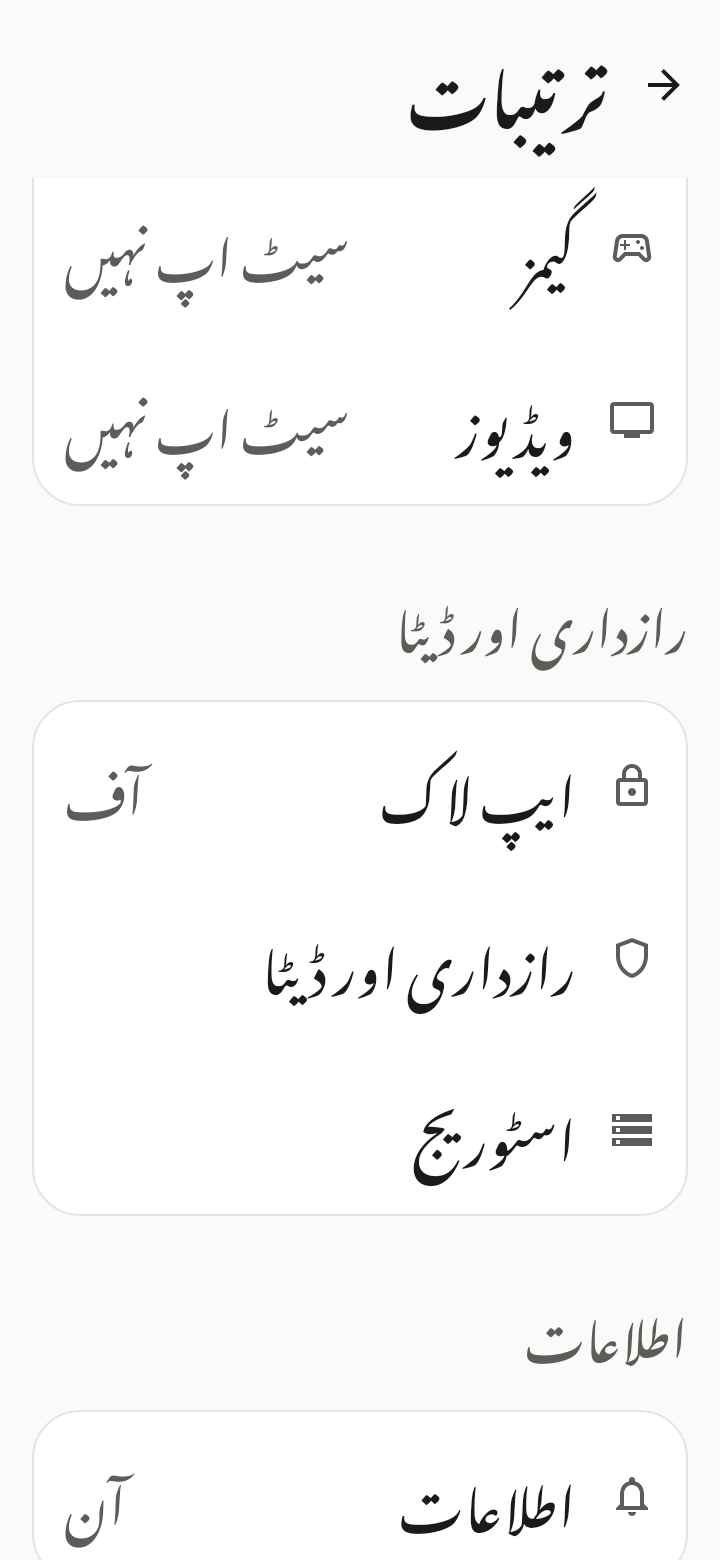 ترتیبات
گیمز سیٹ اپ نہیں
ویڈیوز سیٹ اپ نہیں
رازداری اور ڈیٹا
ایپ لاک آف
رازداری اور ڈیٹا
اسٹوریج
اطلاعات
اطلاعات آن